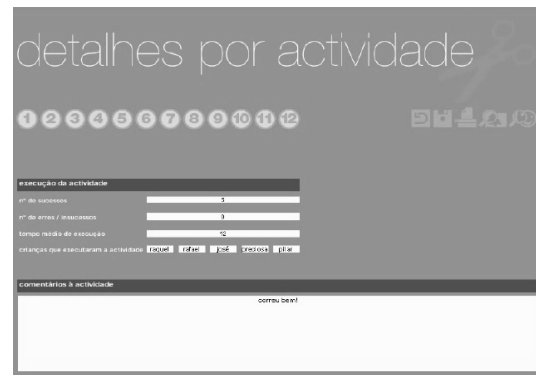 detalhes por actividade
1 2 3 4 5 6 7 8 9 10 11 12
execução da actividade
nº de sucessos
nº de erros / insucessos
tempo médio de execução 12
crianças que executaram a actividade raquel rafael josé preciosa pilar
comentários à actividade
correu bem!